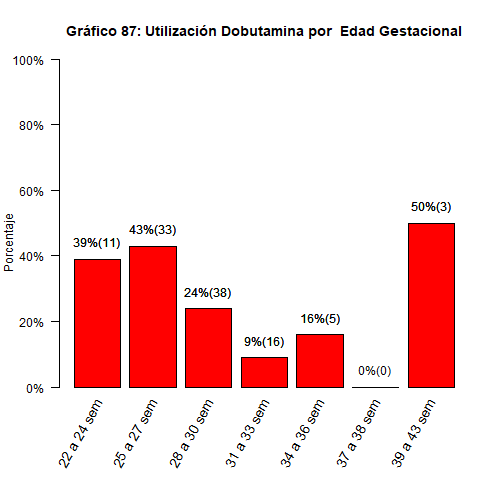 Gráfico 87: Utilización Dobutamina por  Edad Gestacional
Porcentaje
100%
80%
60%
40%
20%
0%
39%(11)
43%(33)
24%(38)
9%(16)
16%(5)
0%(0)
50%(3)
22 a 24 sem
25 a 27 sem
28 a 30 sem
31 a 33 sem
34 a 36 sem
37 a 38 sem
39 a 43 sem